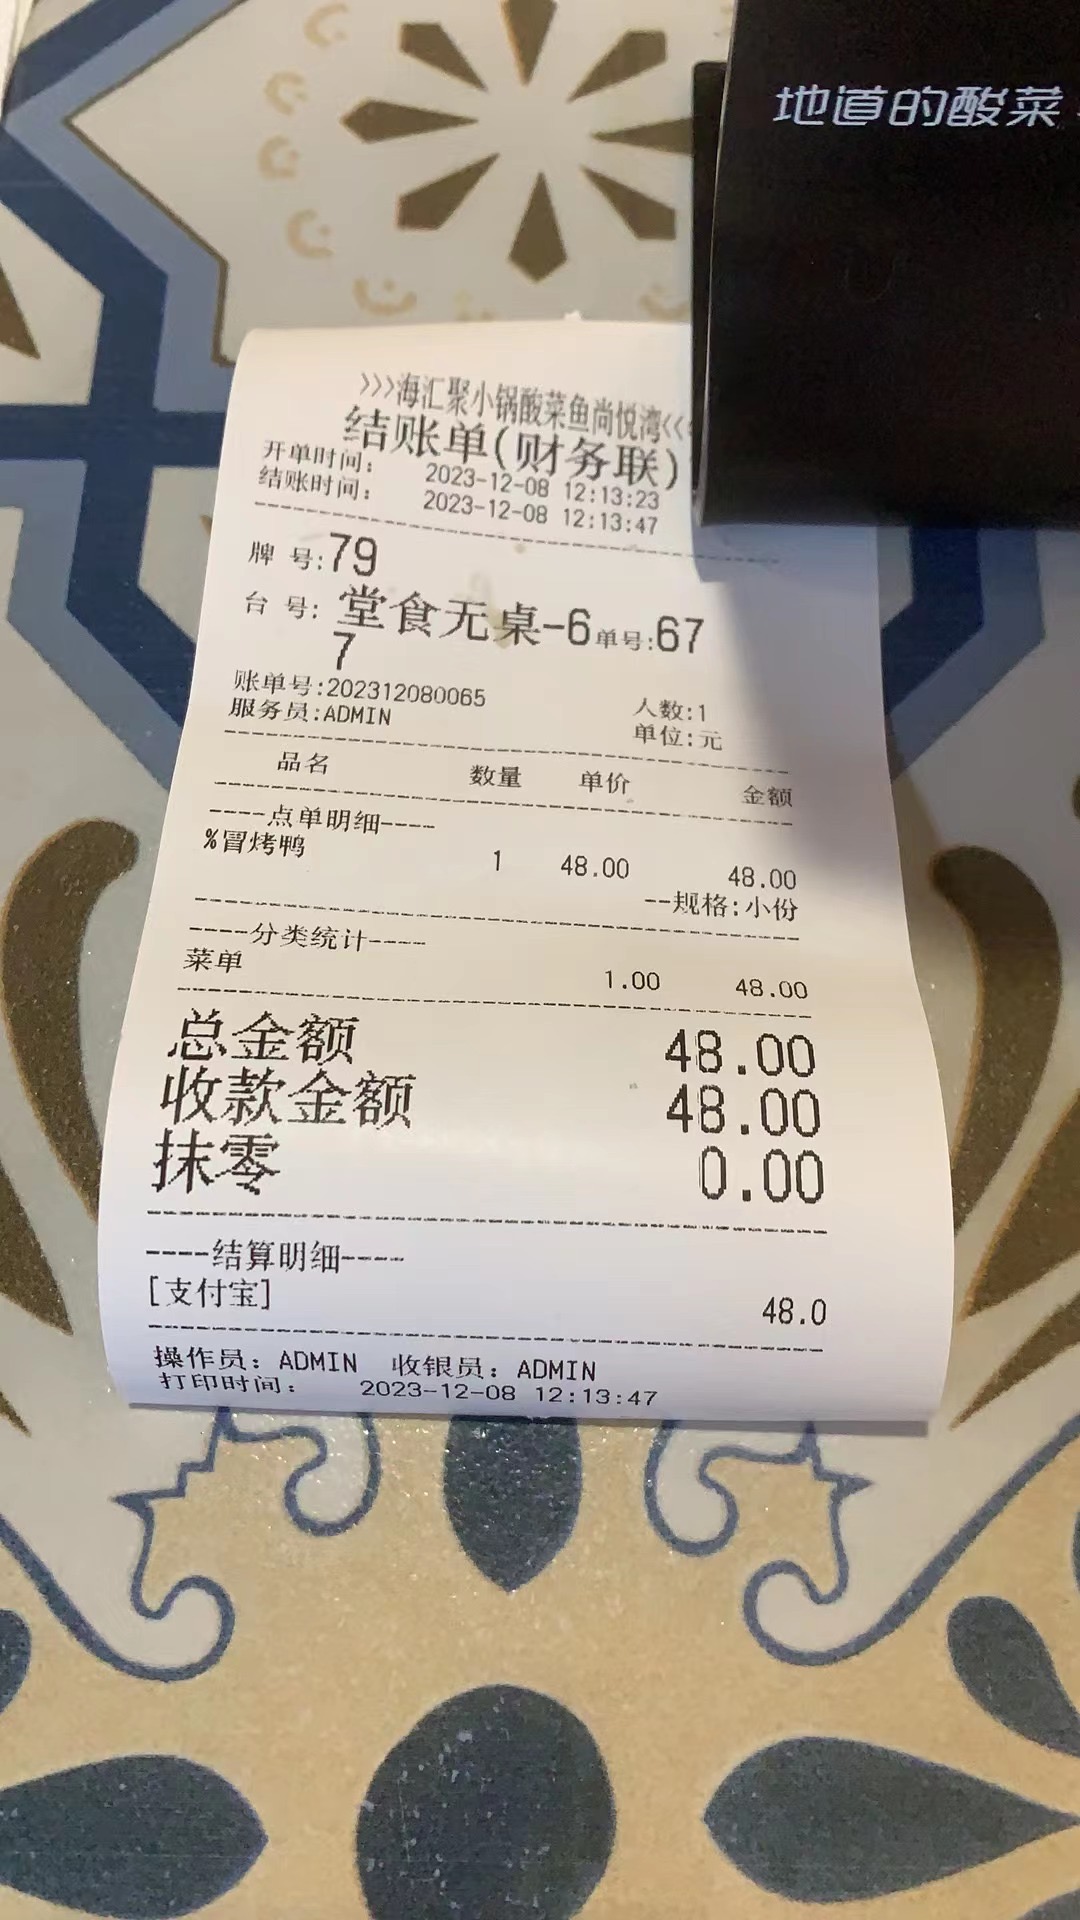 地道的酸菜
>>>海汇聚小锅酸菜鱼尚悦湾<<
结账单(财务联)
开单时间: 2023-12-08 12:13:23
结账时间: 2023-12-08 12:13:47
牌 号:79
台 号: 堂食无桌-6 单号:67
7
账单号:202312080065 人数:1
服务员:ADMIN 单位:元
品名 数量 单价 金额
----点单明细----
%冒烤鸭 1 48.00 48.00
--规格:小份
----分类统计----
菜单 1.00 48.00
总金额 48.00
收款金额 48.00
抹零 0.00
----结算明细----
[支付宝] 48.0
操作员: ADMIN 收银员: ADMIN
打印时间: 2023-12-08 12:13:47